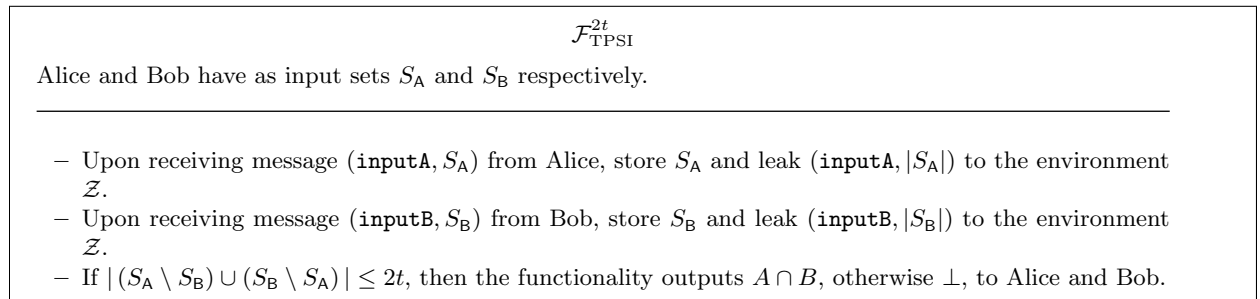 𝓕^{2t}_{TPSI}
Alice and Bob have as input sets S_A and S_B respectively.
– Upon receiving message (inputA, S_A) from Alice, store S_A and leak (inputA, |S_A|) to the environment
𝒵.
– Upon receiving message (inputB, S_B) from Bob, store S_B and leak (inputB, |S_B|) to the environment
𝒵.
– If | (S_A \ S_B) ∪ (S_B \ S_A) | ≤ 2t, then the functionality outputs A ∩ B, otherwise ⊥, to Alice and Bob.